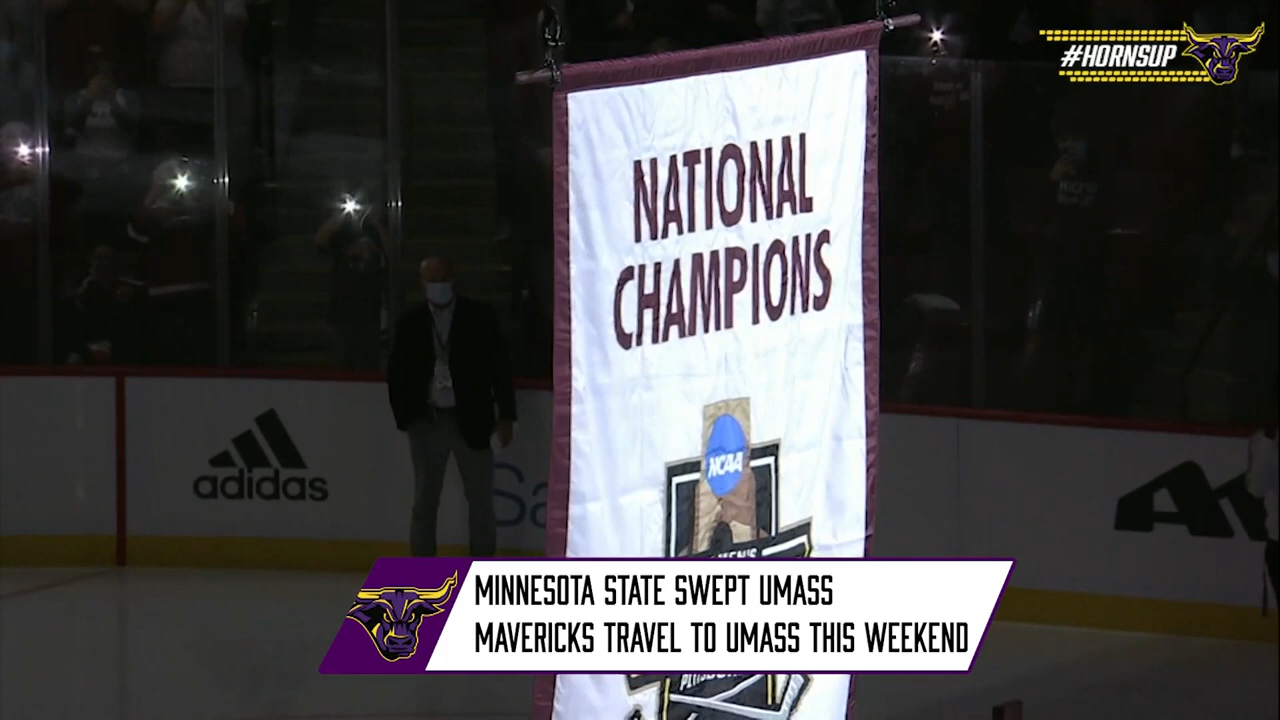 #HORNSUP
NATIONAL
CHAMPIONS
NCAA
adidas
MINNESOTA STATE SWEPT UMASS
MAVERICKS TRAVEL TO UMASS THIS WEEKEND